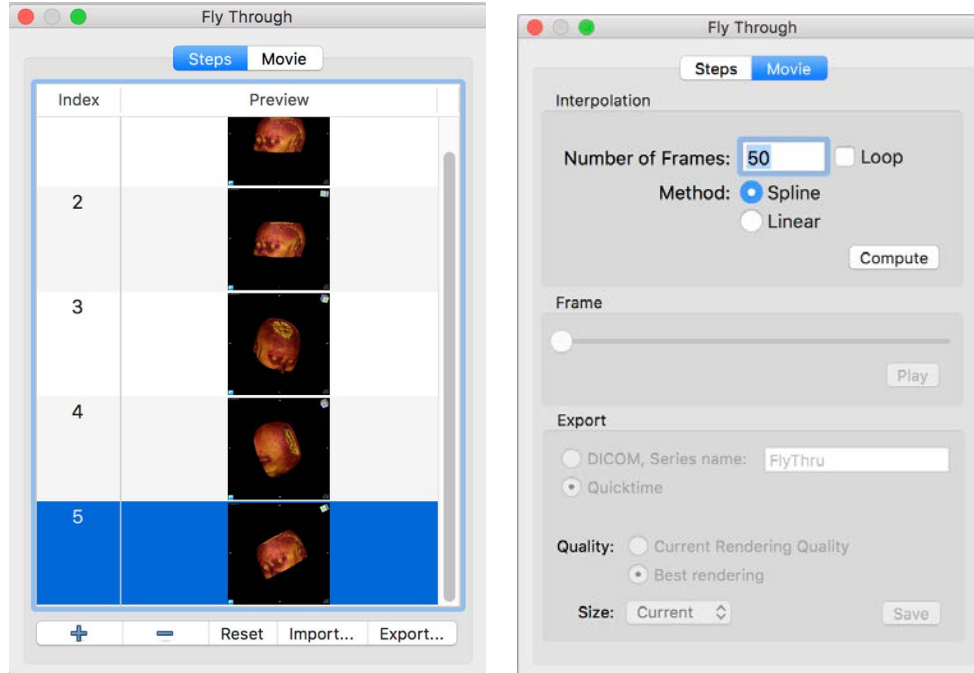 Fly Through
Steps Movie
Index Preview
2
3
4
5
Reset Import... Export...
Fly Through
Steps Movie
Interpolation
Number of Frames: 50 Loop
Method: Spline
Linear
Compute
Frame
Play
Export
DICOM, Series name: FlyThru
Quicktime
Quality: Current Rendering Quality
Best rendering
Size: Current Save